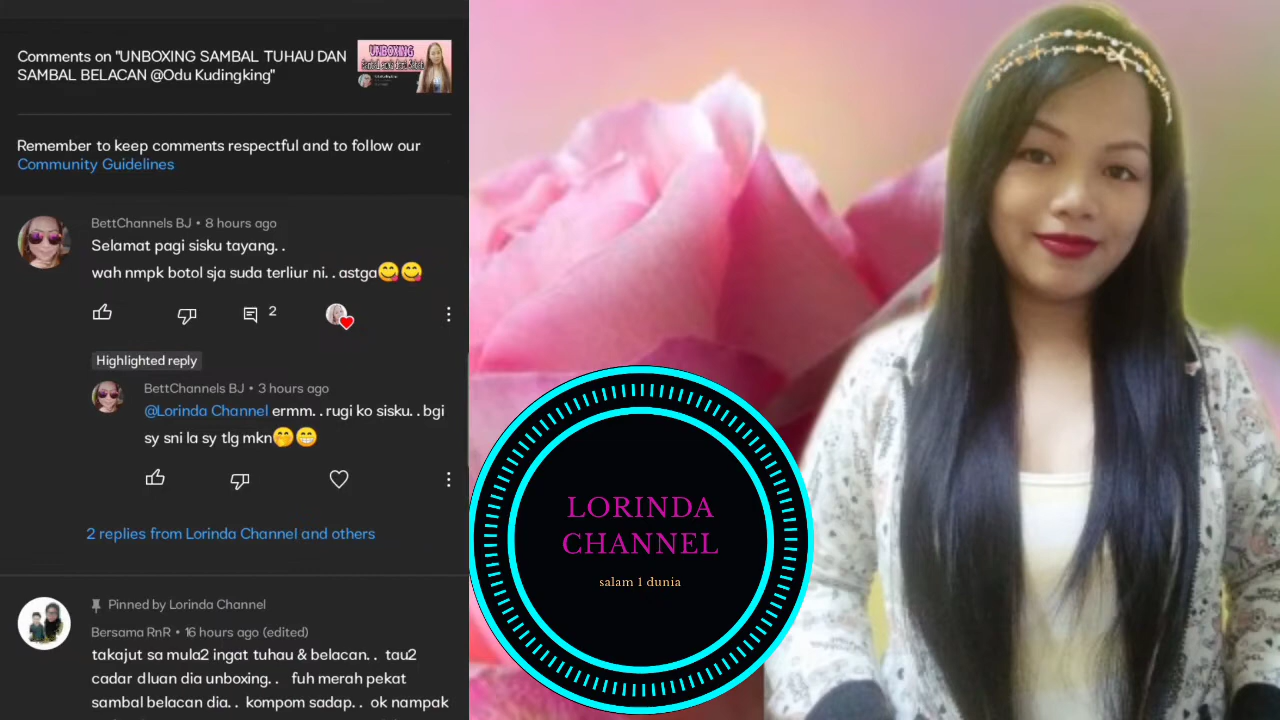 Comments on "UNBOXING SAMBAL TUHAU DAN
SAMBAL BELACAN @Odu Kudingking"
UNBOXING
Remember to keep comments respectful and to follow our
Community Guidelines
BettChannels BJ • 8 hours ago
Selamat pagi sisku tayang. .
wah nmpk botol sja suda terliur ni. . astga😋😋
2
Highlighted reply
BettChannels BJ • 3 hours ago
@Lorinda Channel ermm. . rugi ko sisku. . bgi
sy sni la sy tlg mkn🤭😁
2 replies from Lorinda Channel and others
Pinned by Lorinda Channel
Bersama RnR • 16 hours ago (edited)
takajut sa mula2 ingat tuhau & belacan. . tau2
cadar dluan dia unboxing. . fuh merah pekat
sambal belacan dia. . kompom sadap. . ok nampak
LORINDA
CHANNEL
salam 1 dunia